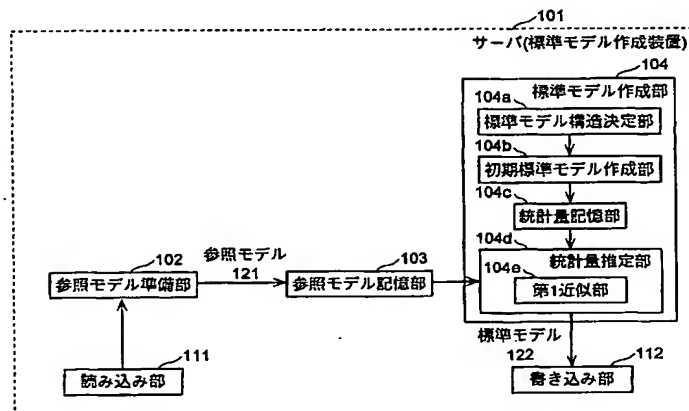 101
サーバ(標準モデル作成装置)
104
標準モデル作成部
104a
標準モデル構造決定部
104b
初期標準モデル作成部
104c
統計量記憶部
104d
統計量推定部
104e
第1近似部
102
参照モデル準備部
参照モデル
121
103
参照モデル記憶部
標準モデル
122
111
読み込み部
112
書き込み部